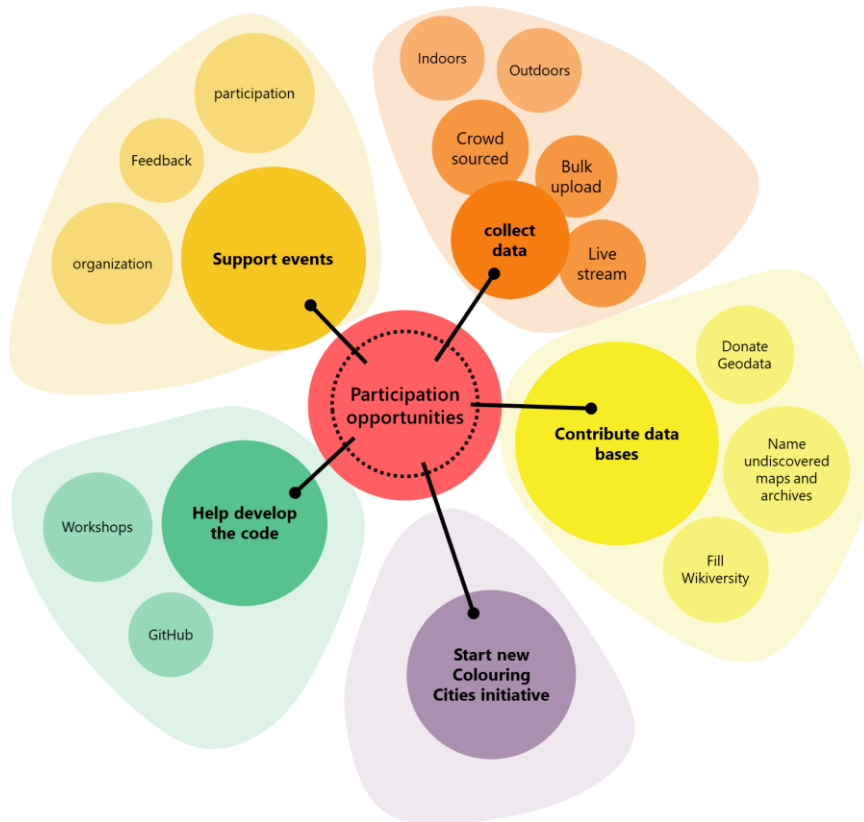 Indoors
Outdoors
participation
Crowd
sourced
Feedback
Bulk
upload
Support events
organization
collect
data
Live
stream
Participation
opportunities
Donate
Geodata
Contribute data
bases
Name
undiscovered
maps and
archives
Fill
Wikiversity
Help develop
the code
Workshops
GitHub
Start new
Colouring
Cities initiative